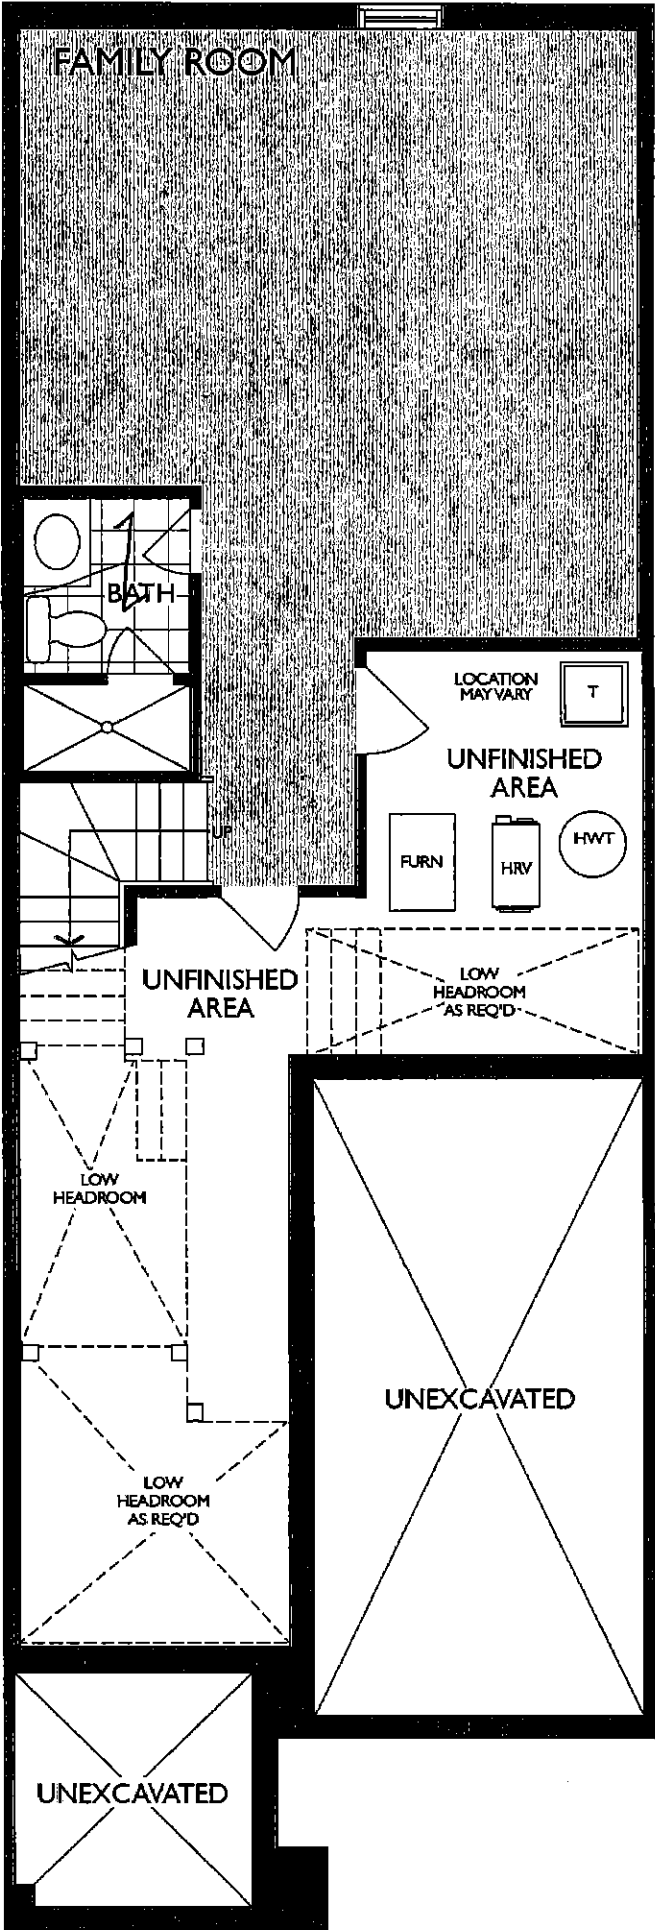 FAMILY ROOM
BATH
LOCATION
MAY VARY
T
UNFINISHED
AREA
UP
FURN
HRV
HWT
UNFINISHED
AREA
LOW
HEADROOM
AS REQ'D
LOW
HEADROOM
UNEXCAVATED
LOW
HEADROOM
AS REQ'D
UNEXCAVATED